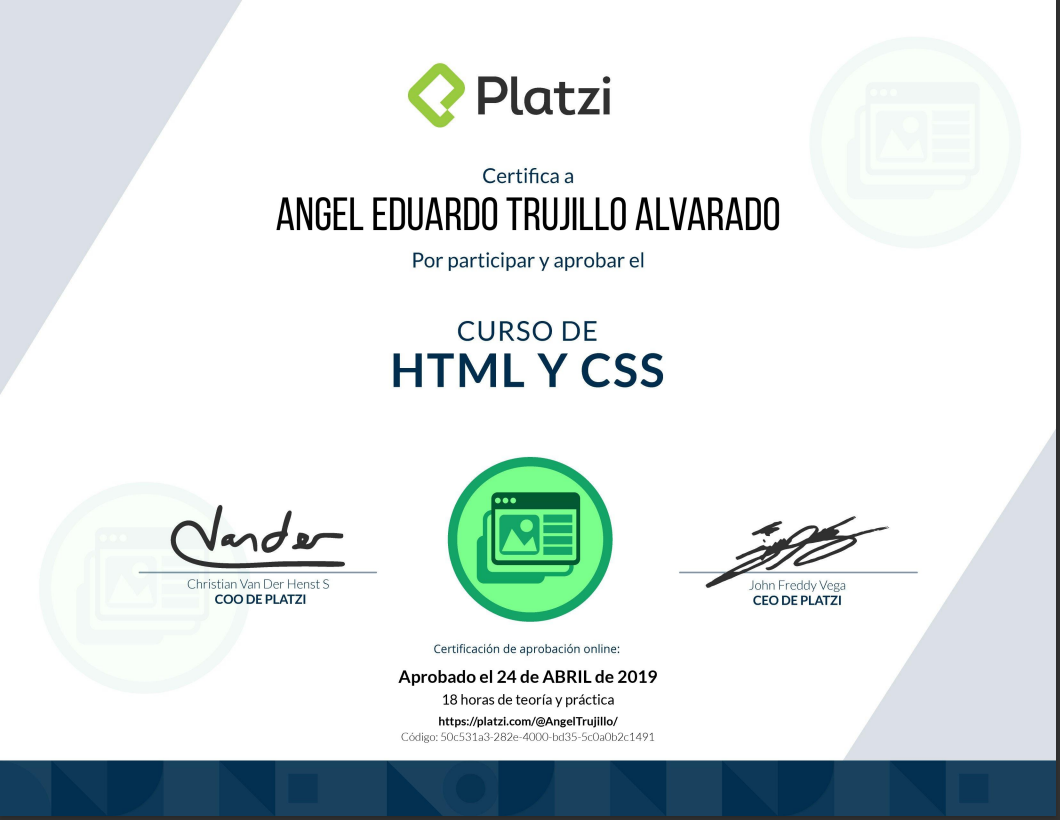 Platzi
Certifica a
ANGEL EDUARDO TRUJILLO ALVARADO
Por participar y aprobar el
CURSO DE
HTML Y CSS
Vander
Christian Van Der Henst S
COO DE PLATZI
John Freddy Vega
CEO DE PLATZI
Certificación de aprobación online:
Aprobado el 24 de ABRIL de 2019
18 horas de teoría y práctica
https://platzi.com/@AngelTrujillo/
Código: 50c531a3-282e-4000-bd35-5c0a0b2c1491